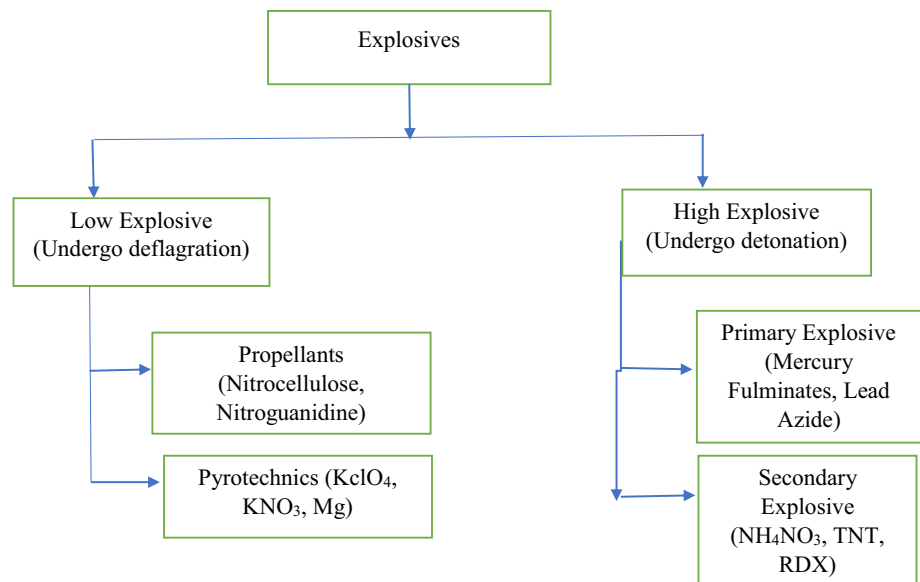 Explosives
Low Explosive
(Undergo deflagration)
High Explosive
(Undergo detonation)
Propellants
(Nitrocellulose,
Nitroguanidine)
Pyrotechnics (KclO₄,
KNO₃, Mg)
Primary Explosive
(Mercury
Fulminates, Lead
Azide)
Secondary
Explosive
(NH₄NO₃, TNT,
RDX)